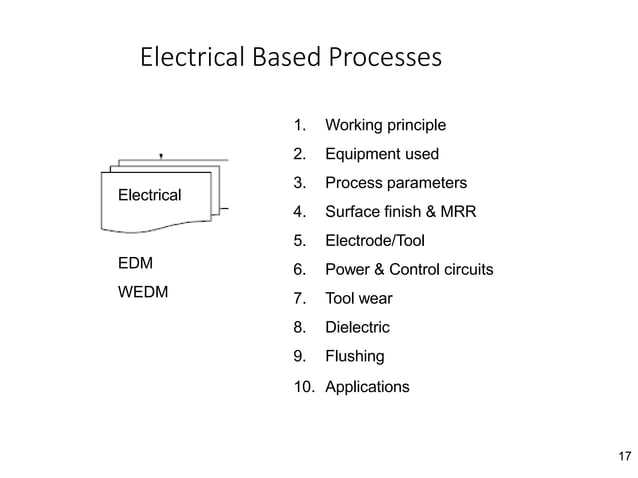 Electrical Based Processes
Electrical
EDM
WEDM
1. Working principle
2. Equipment used
3. Process parameters
4. Surface finish & MRR
5. Electrode/Tool
6. Power & Control circuits
7. Tool wear
8. Dielectric
9. Flushing
10. Applications
17